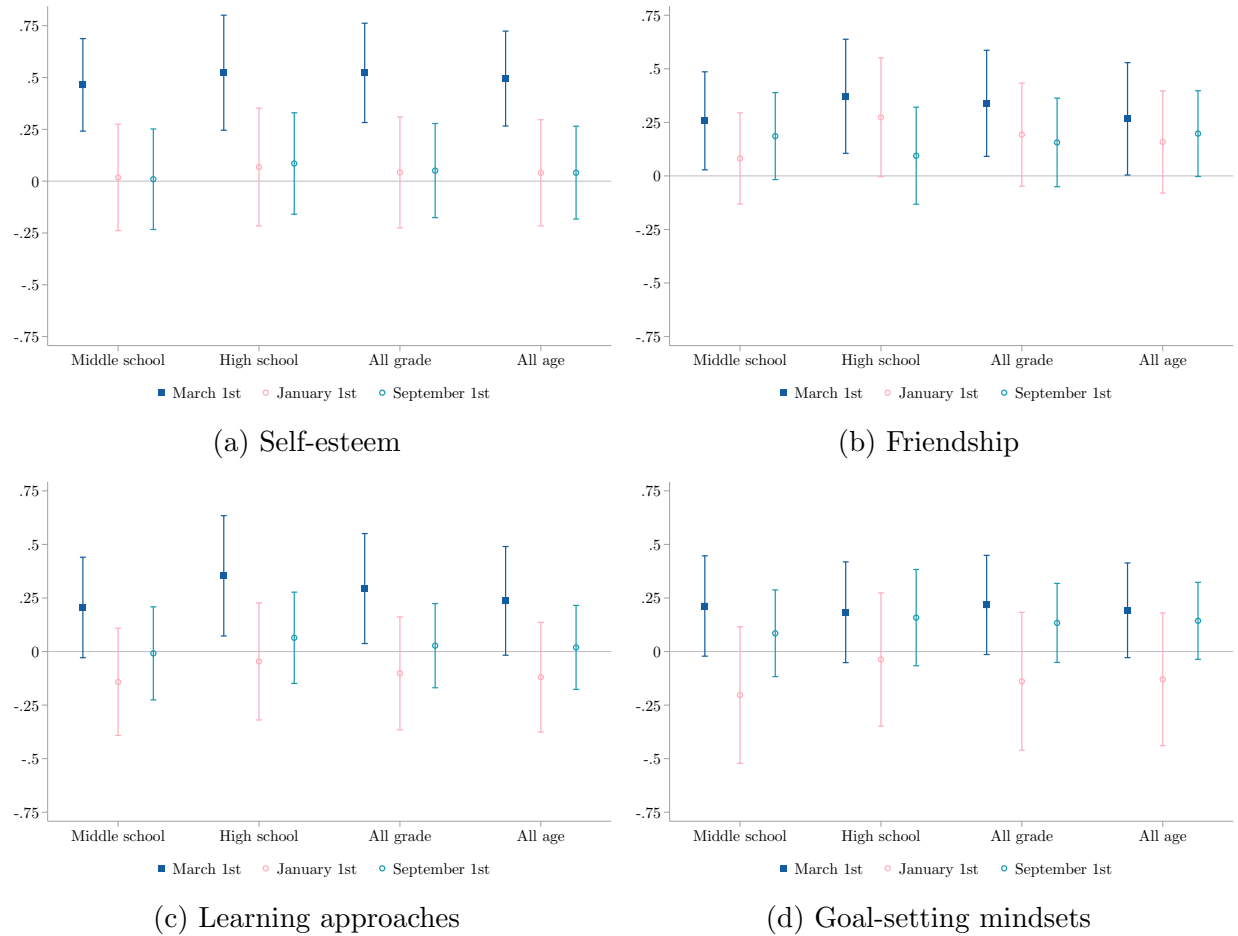 .75
.5
.25
0
-.25
-.5
-.75
Middle school High school All grade All age
March 1st January 1st September 1st
(a) Self-esteem
.75
.5
.25
0
-.25
-.5
-.75
Middle school High school All grade All age
March 1st January 1st September 1st
(b) Friendship
.75
.5
.25
0
-.25
-.5
-.75
Middle school High school All grade All age
March 1st January 1st September 1st
(c) Learning approaches
.75
.5
.25
0
-.25
-.5
-.75
Middle school High school All grade All age
March 1st January 1st September 1st
(d) Goal-setting mindsets